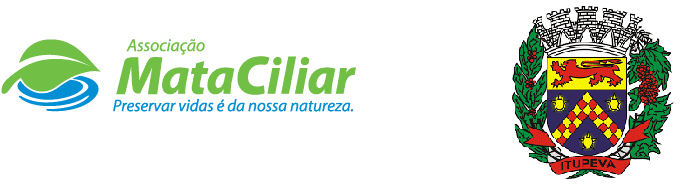 Associação
MataCiliar
Preservar vidas é da nossa natureza.
ITUPEVA